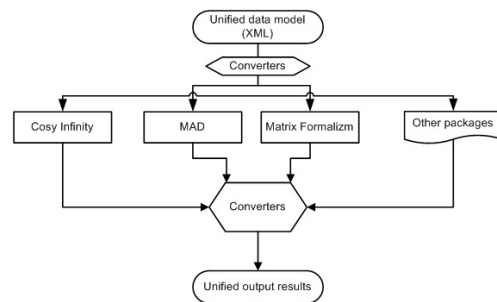 Unified data model
(XML)
Converters
Cosy Infinity
MAD
Matrix Formalizm
Other packages
Converters
Unified output results